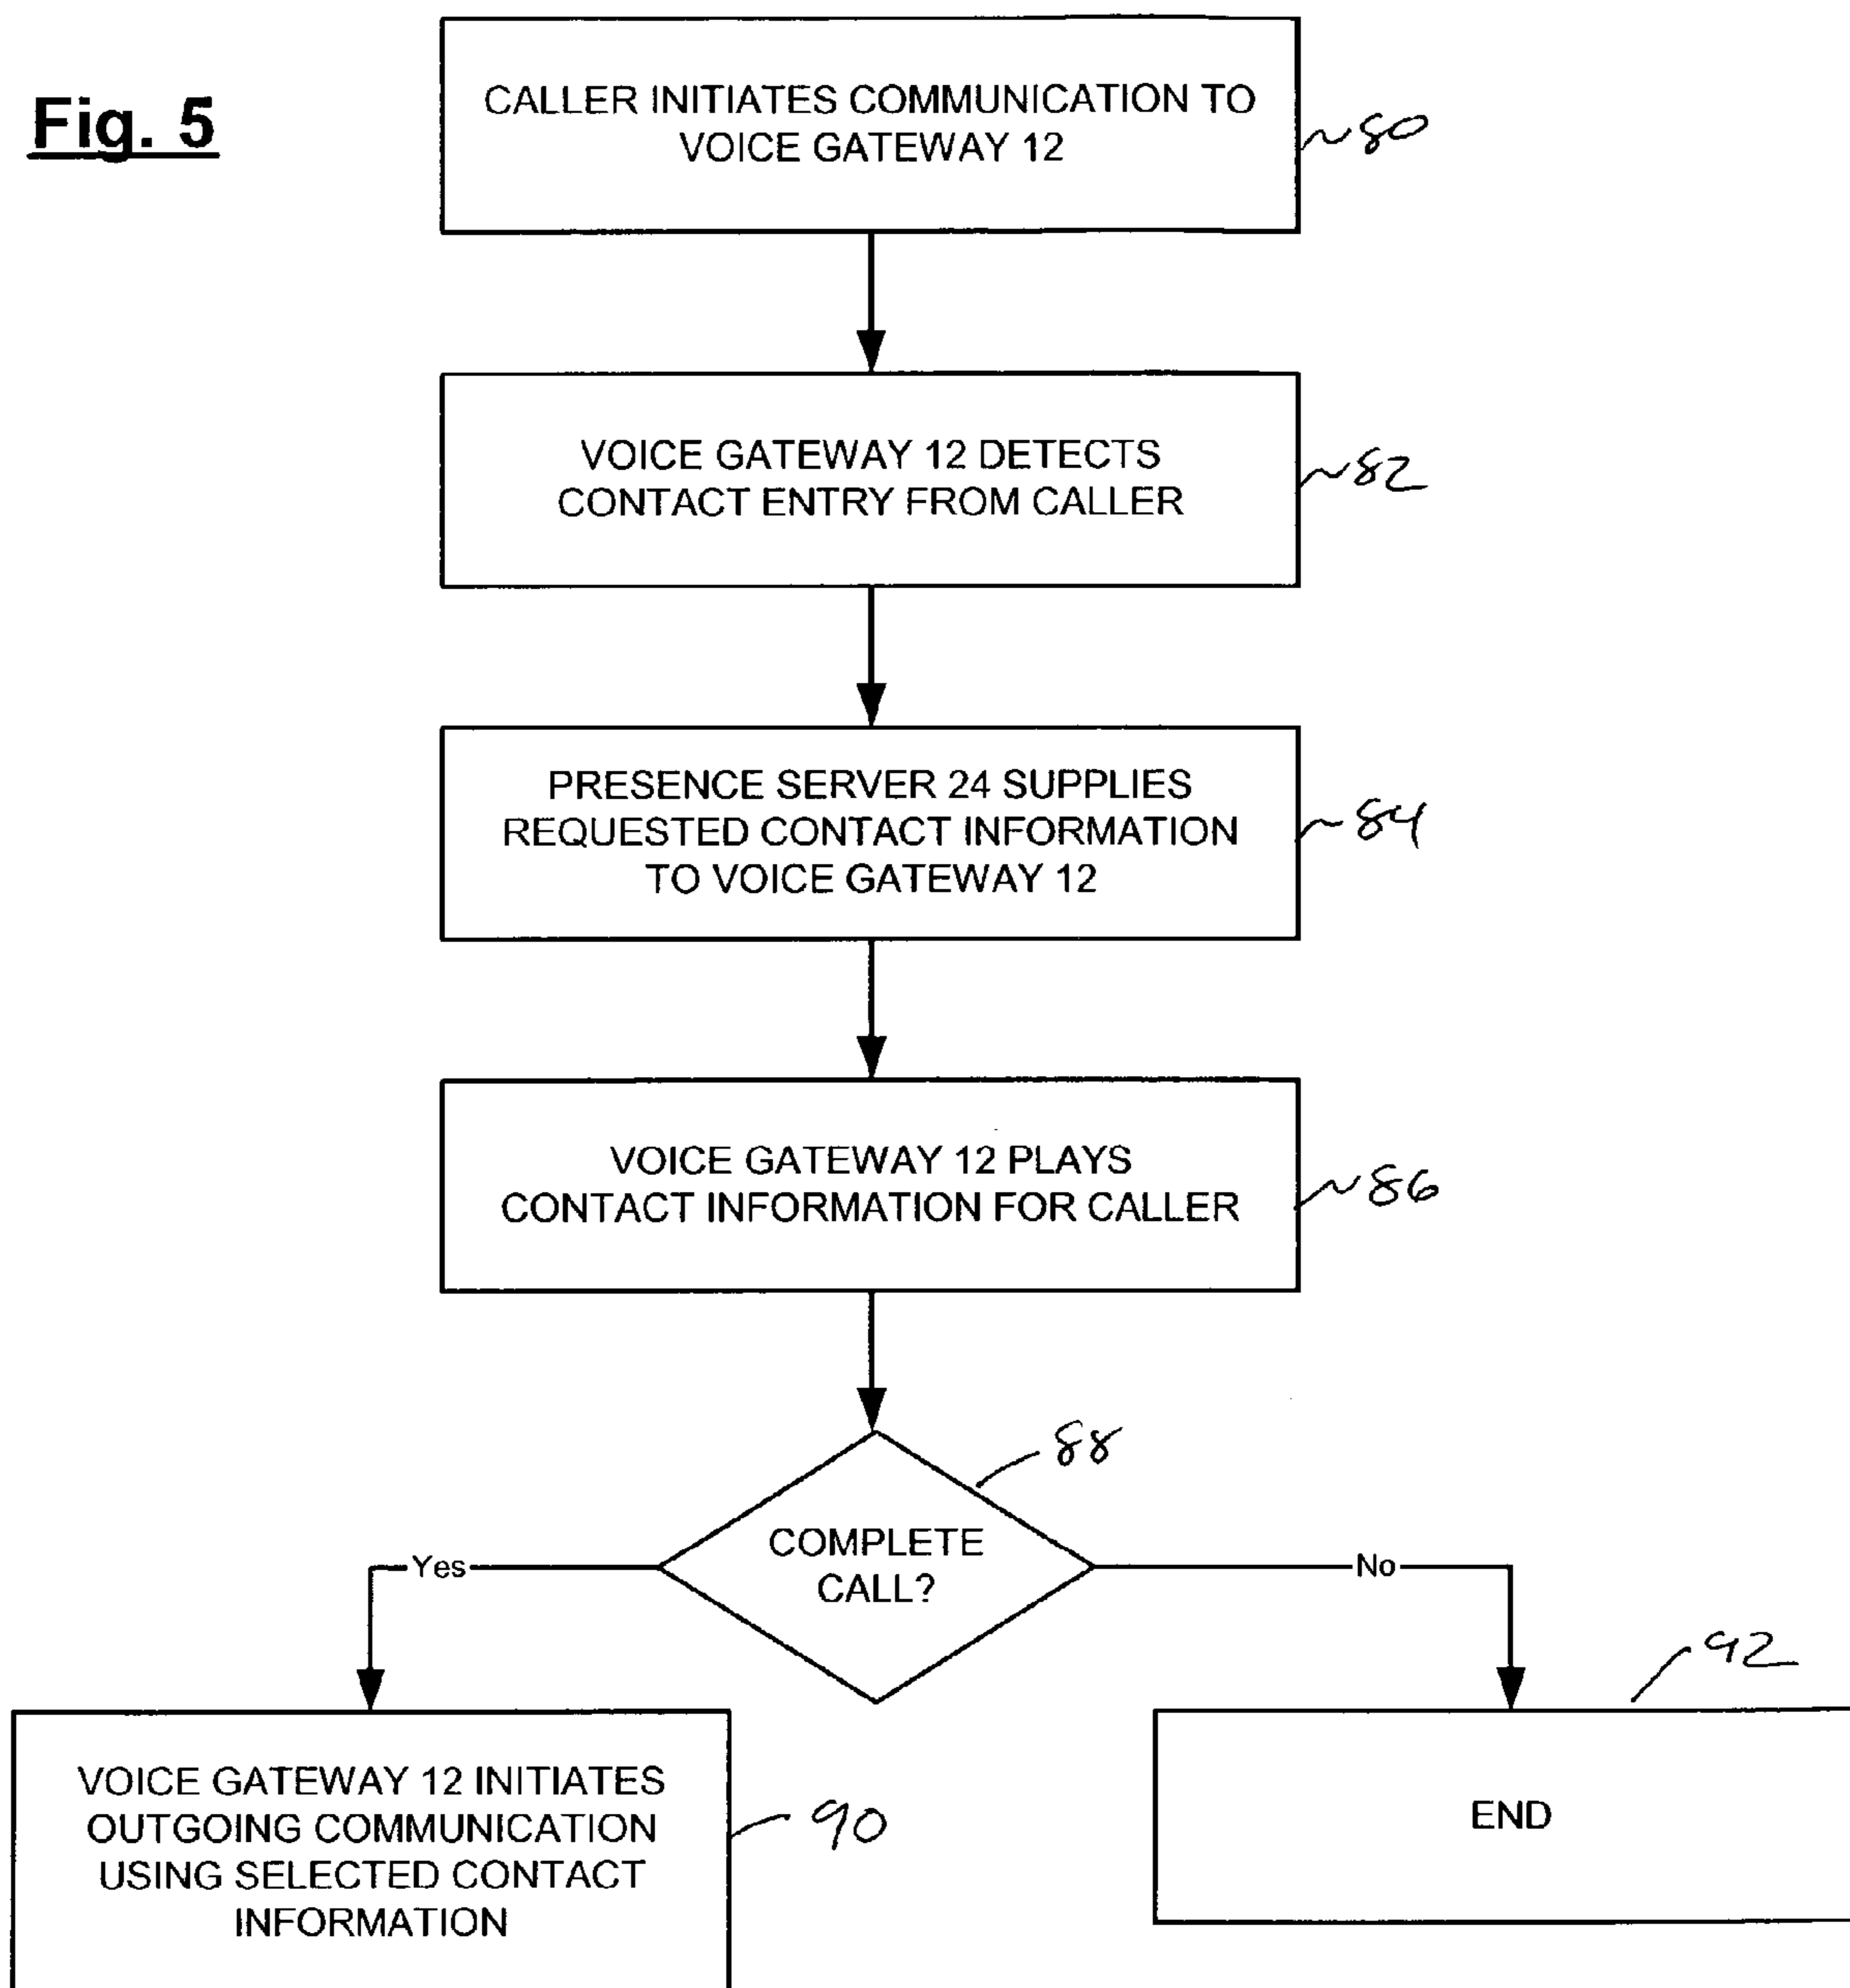 Fig. 5
CALLER INITIATES COMMUNICATION TO
VOICE GATEWAY 12
80
VOICE GATEWAY 12 DETECTS
CONTACT ENTRY FROM CALLER
82
PRESENCE SERVER 24 SUPPLIES
REQUESTED CONTACT INFORMATION
TO VOICE GATEWAY 12
84
VOICE GATEWAY 12 PLAYS
CONTACT INFORMATION FOR CALLER
86
88
COMPLETE
CALL?
Yes
No
92
VOICE GATEWAY 12 INITIATES
OUTGOING COMMUNICATION
USING SELECTED CONTACT
INFORMATION
90
END